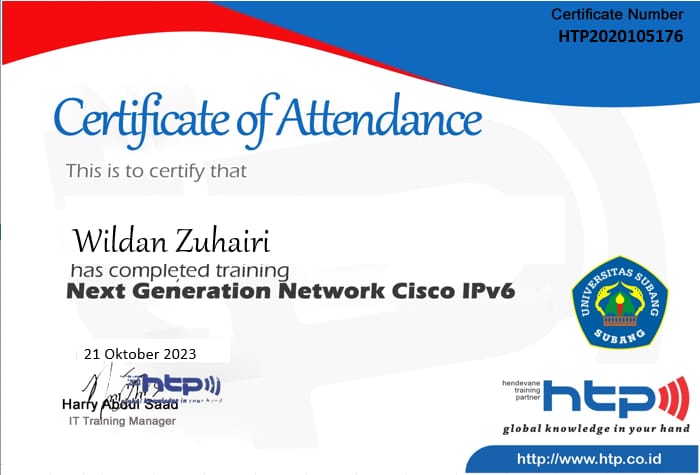 Certificate Number
HTP2020105176
Certificate of Attendance
This is to certify that
Wildan Zuhairi
has completed training
Next Generation Network Cisco IPv6
UNIVERSITAS SUBANG
SUBANG
21 Oktober 2023
htp
knowledge in your hand
Harry Abdul Saad
IT Training Manager
hendevane
training
partner
htp
global knowledge in your hand
http://www.htp.co.id